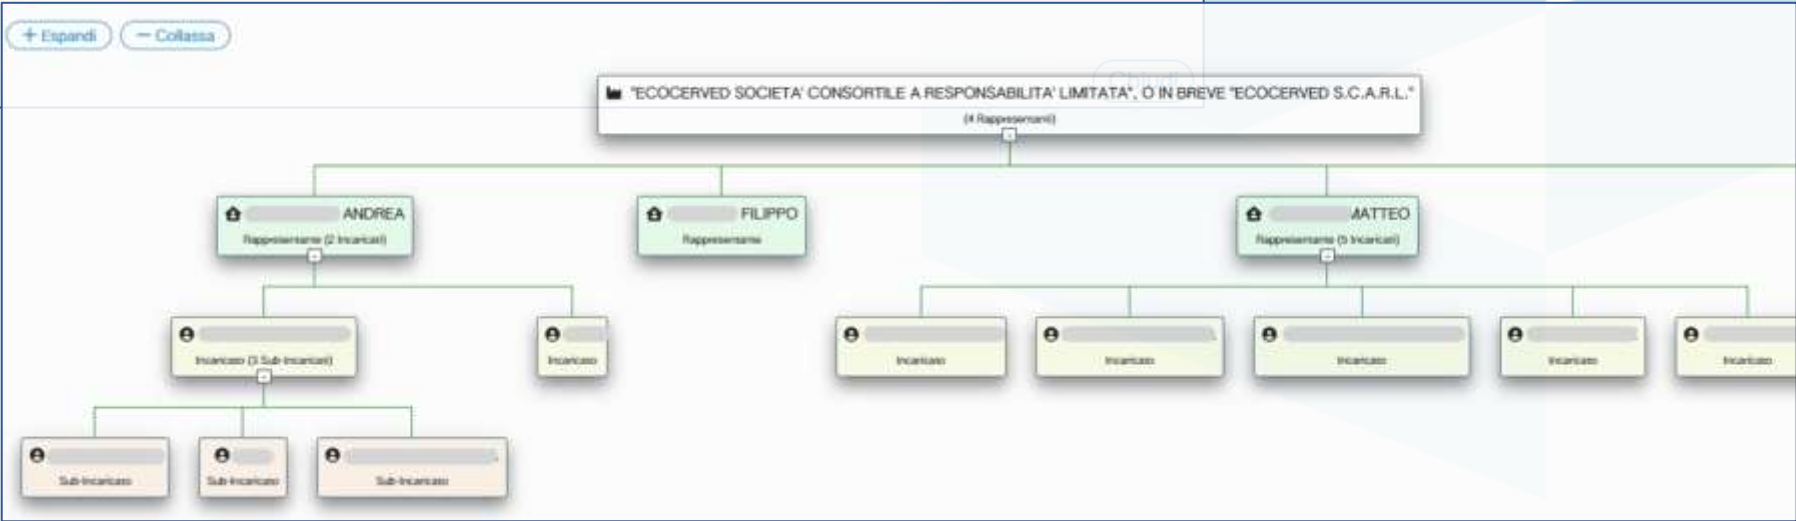 + Espandi
− Collassa
Chiudi
"ECOCERVED SOCIETA' CONSORTILE A RESPONSABILITA' LIMITATA", O IN BREVE "ECOCERVED S.C.A.R.L."
(4 Rappresentanti)
ANDREA
Rappresentante (2 Incaricati)
FILIPPO
Rappresentante
MATTEO
Rappresentante (5 Incaricati)
Incaricato (3 Sub-Incaricati)
Incaricato
Incaricato
Incaricato
Incaricato
Incaricato
Incaricato
Sub-Incaricato
Sub-Incaricato
Sub-Incaricato